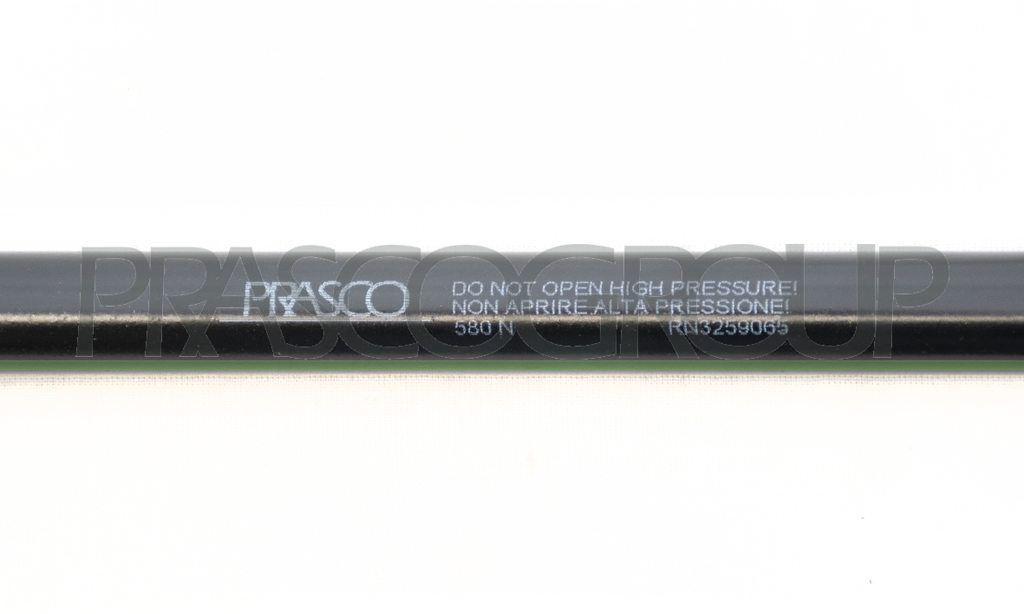 PRASCOGROUP
PRASCO
DO NOT OPEN HIGH PRESSURE!
NON APRIRE ALTA PRESSIONE!
580 N RN3259065